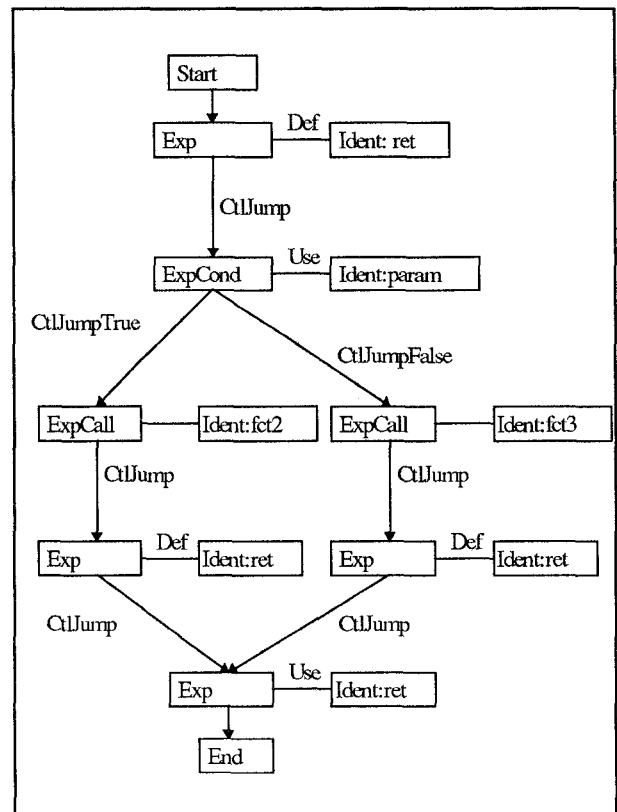 Start
Exp
Def
Ident: ret
CtlJump
ExpCond
Use
Ident:param
CtlJumpTrue
CtlJumpFalse
ExpCall
Ident:fct2
ExpCall
Ident:fct3
CtlJump
CtlJump
Exp
Def
Ident:ret
Exp
Def
Ident:ret
CtlJump
CtlJump
Exp
Use
Ident:ret
End